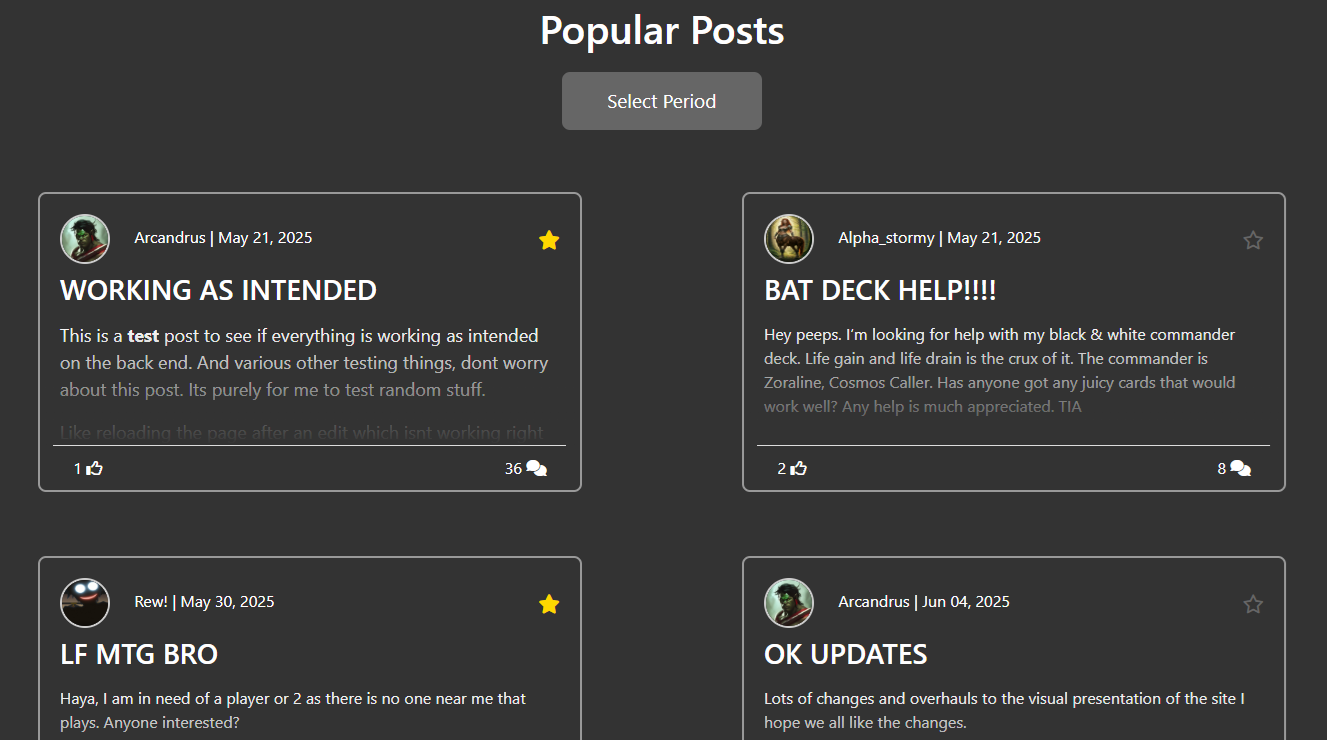 Popular Posts
Select Period
Arcandrus | May 21, 2025
WORKING AS INTENDED
This is a test post to see if everything is working as intended
on the back end. And various other testing things, dont worry
about this post. Its purely for me to test random stuff.
Like reloading the page after an edit which isnt working right
1
36
Alpha_stormy | May 21, 2025
BAT DECK HELP!!!!
Hey peeps. I’m looking for help with my black & white commander
deck. Life gain and life drain is the crux of it. The commander is
Zoraline, Cosmos Caller. Has anyone got any juicy cards that would
work well? Any help is much appreciated. TIA
2
8
Rew! | May 30, 2025
LF MTG BRO
Haya, I am in need of a player or 2 as there is no one near me that
plays. Anyone interested?
Arcandrus | Jun 04, 2025
OK UPDATES
Lots of changes and overhauls to the visual presentation of the site I
hope we all like the changes.